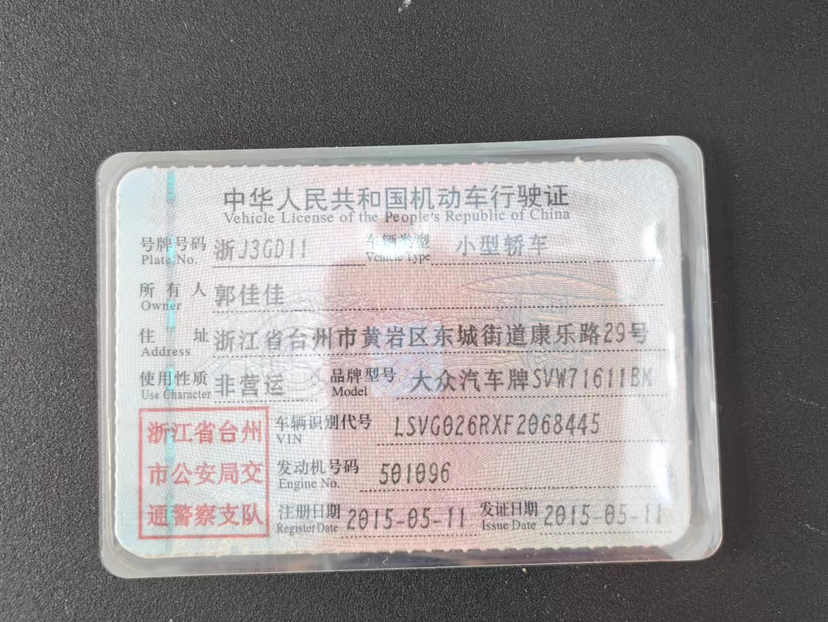 中华人民共和国机动车行驶证
Vehicle License of the People's Republic of China
号牌号码 浙J3GD11 车辆类型 小型轿车
Plate No. Vehicle Type
所有人 郭佳佳
Owner
住址 浙江省台州市黄岩区东城街道康乐路29号
Address
使用性质 非营运 品牌型号 大众汽车牌SVW71611BM
Use Character Model
浙江省台州
市公安局交
通警察支队
车辆识别代号 LSVG026RXF2068445
VIN
发动机号码 501096
Engine No.
注册日期 2015-05-11 发证日期 2015-05-11
Register Date Issue Date